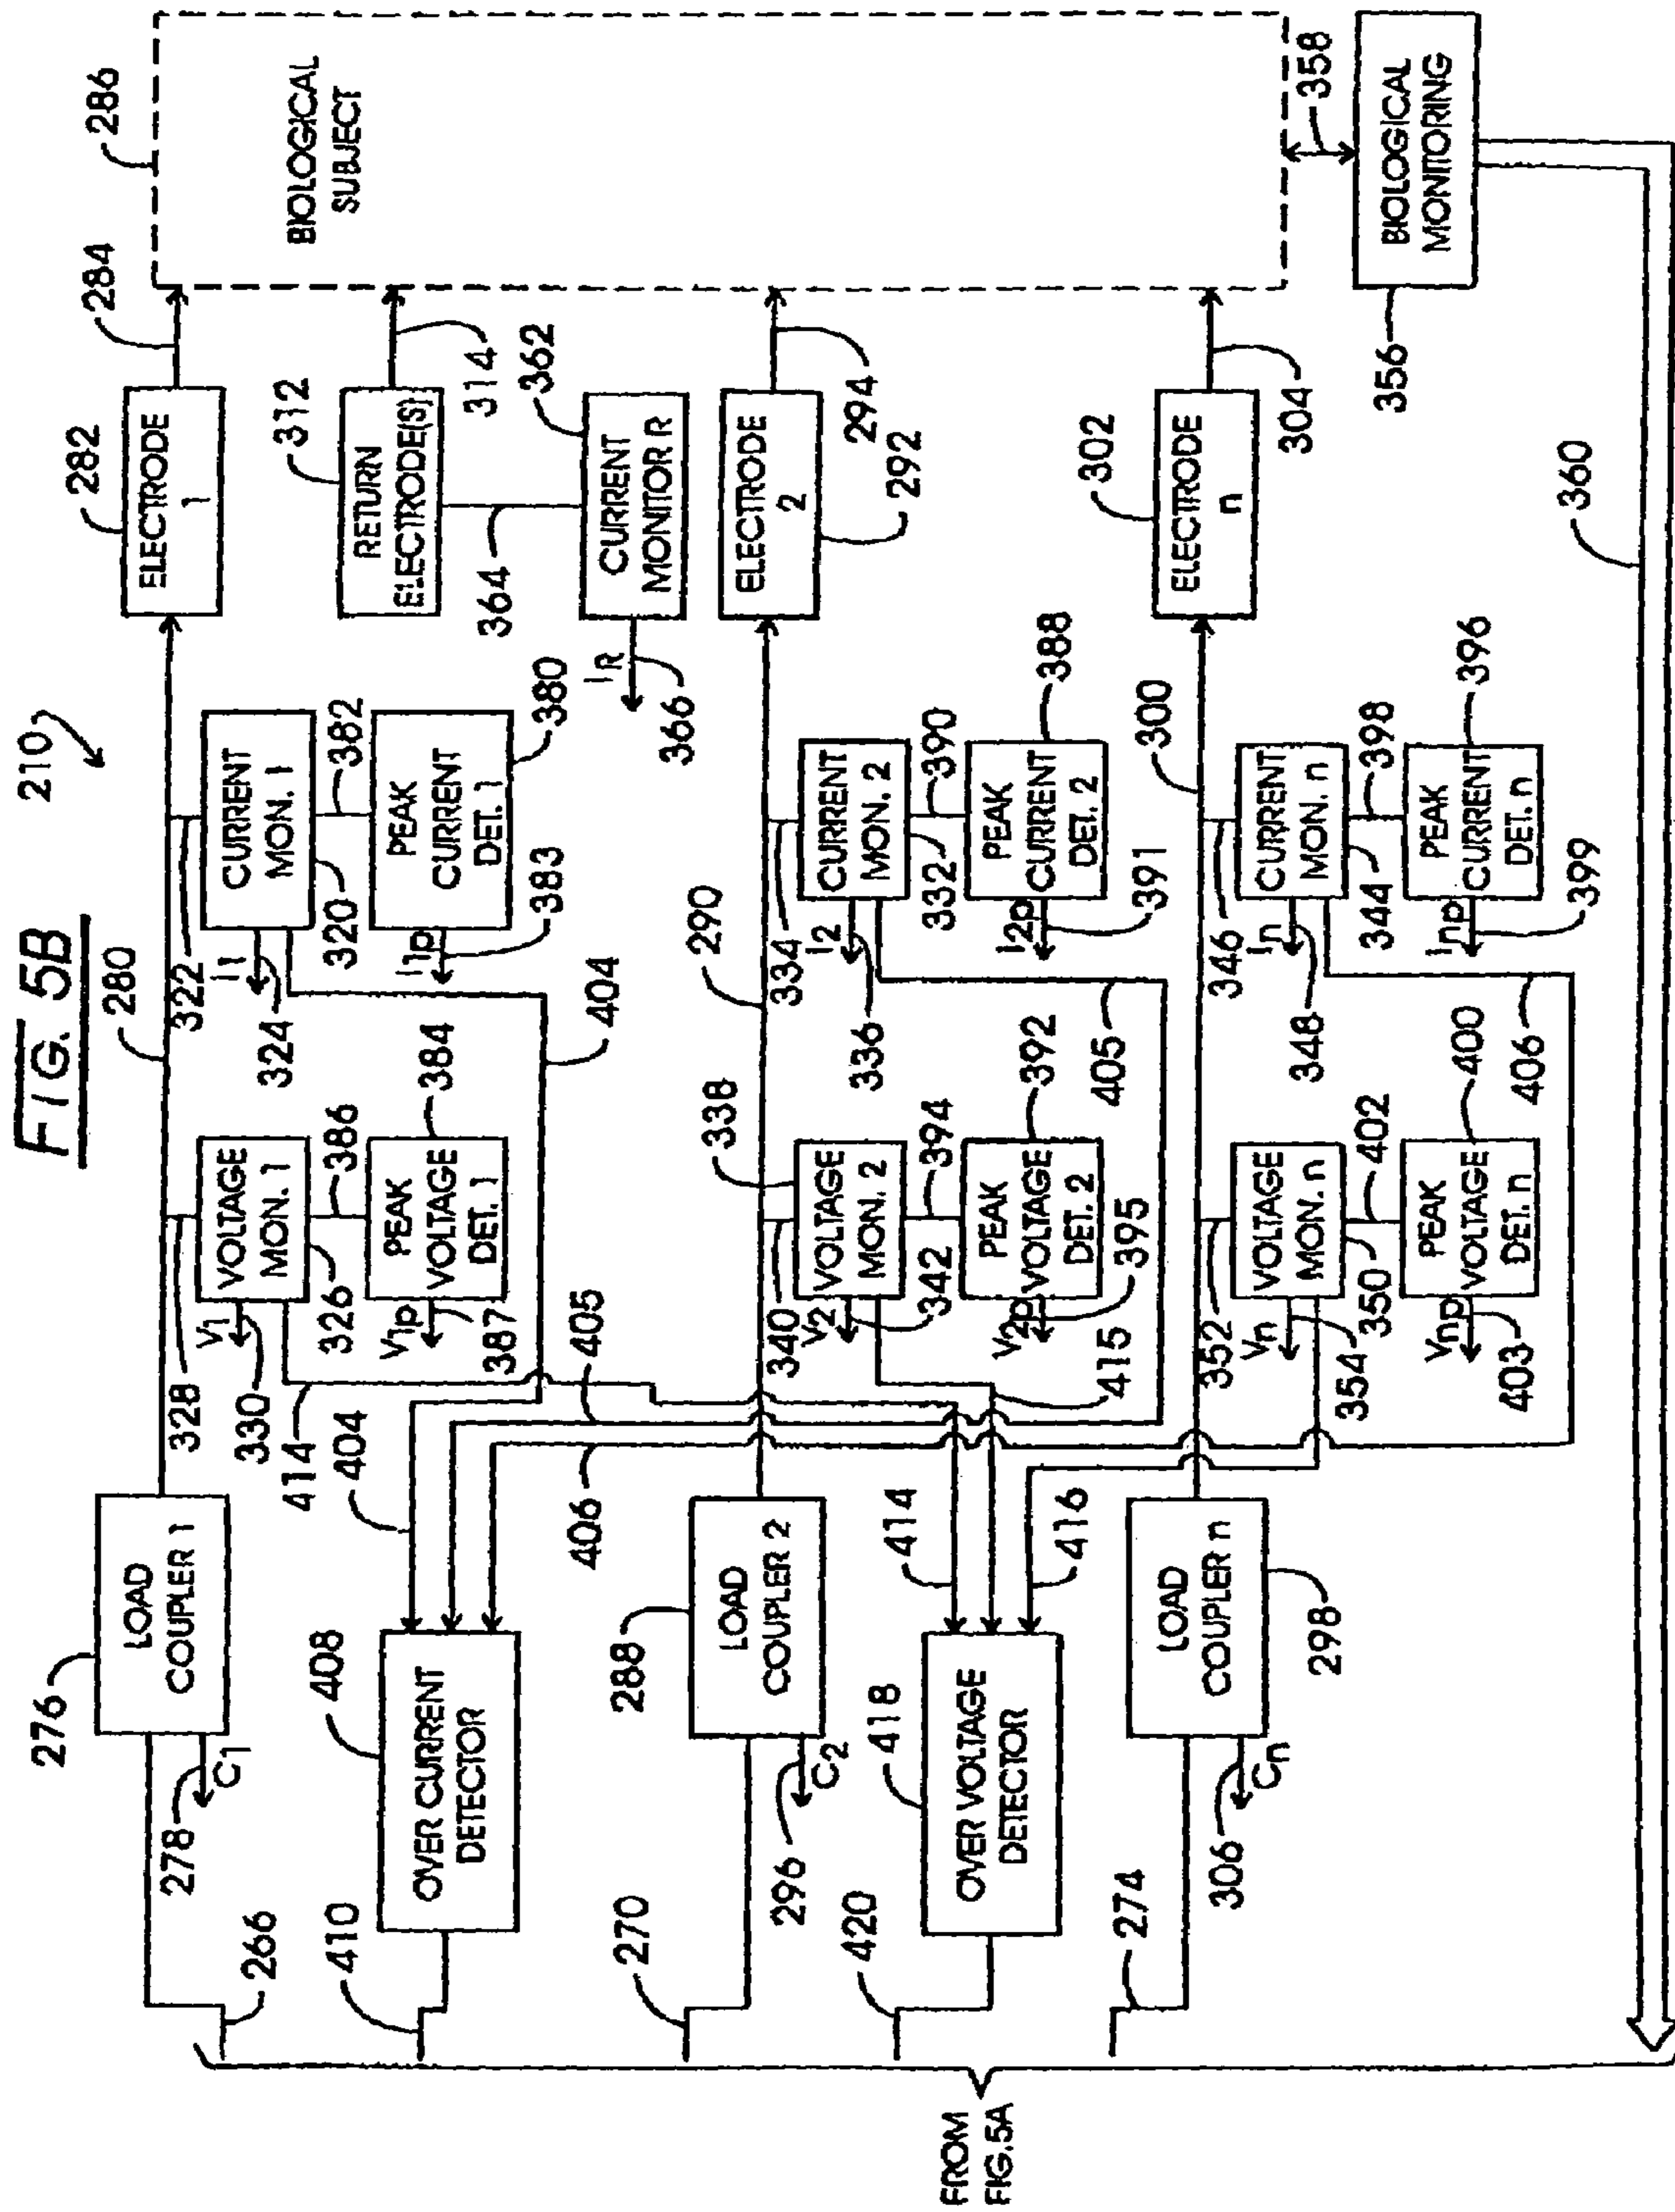 FIG. 5B
210
276
LOAD
COUPLER 1
278
C1
266
280
328
VOLTAGE
MON. 1
V1
330
326
386
384
PEAK
VOLTAGE
DET. 1
V1p
387
414
322
CURRENT
MON. 1
I1
324
320
382
380
PEAK
CURRENT
DET. 1
I1p
383
404
282
ELECTRODE
1
284
286
BIOLOGICAL
SUBJECT
312
RETURN
ELECTRODE(S)
314
364
362
CURRENT
MONITOR R
IR
366
408
OVER CURRENT
DETECTOR
410
404
405
406
288
LOAD
COUPLER 2
270
296
C2
290
338
340
VOLTAGE
MON. 2
V2
342
394
392
PEAK
VOLTAGE
DET. 2
V2p
395
415
334
CURRENT
MON. 2
I2
336
332
390
388
PEAK
CURRENT
DET. 2
I2p
391
405
ELECTRODE
2
294
292
418
OVER VOLTAGE
DETECTOR
420
414
416
LOAD
COUPLER n
298
274
306
Cn
300
352
VOLTAGE
MON. n
Vn
354
350
402
400
PEAK
VOLTAGE
DET. n
Vnp
403
346
CURRENT
MON. n
In
348
344
398
396
PEAK
CURRENT
DET. n
Inp
399
406
302
ELECTRODE
n
304
358
BIOLOGICAL
MONITORING
356
360
FROM
FIG.5A